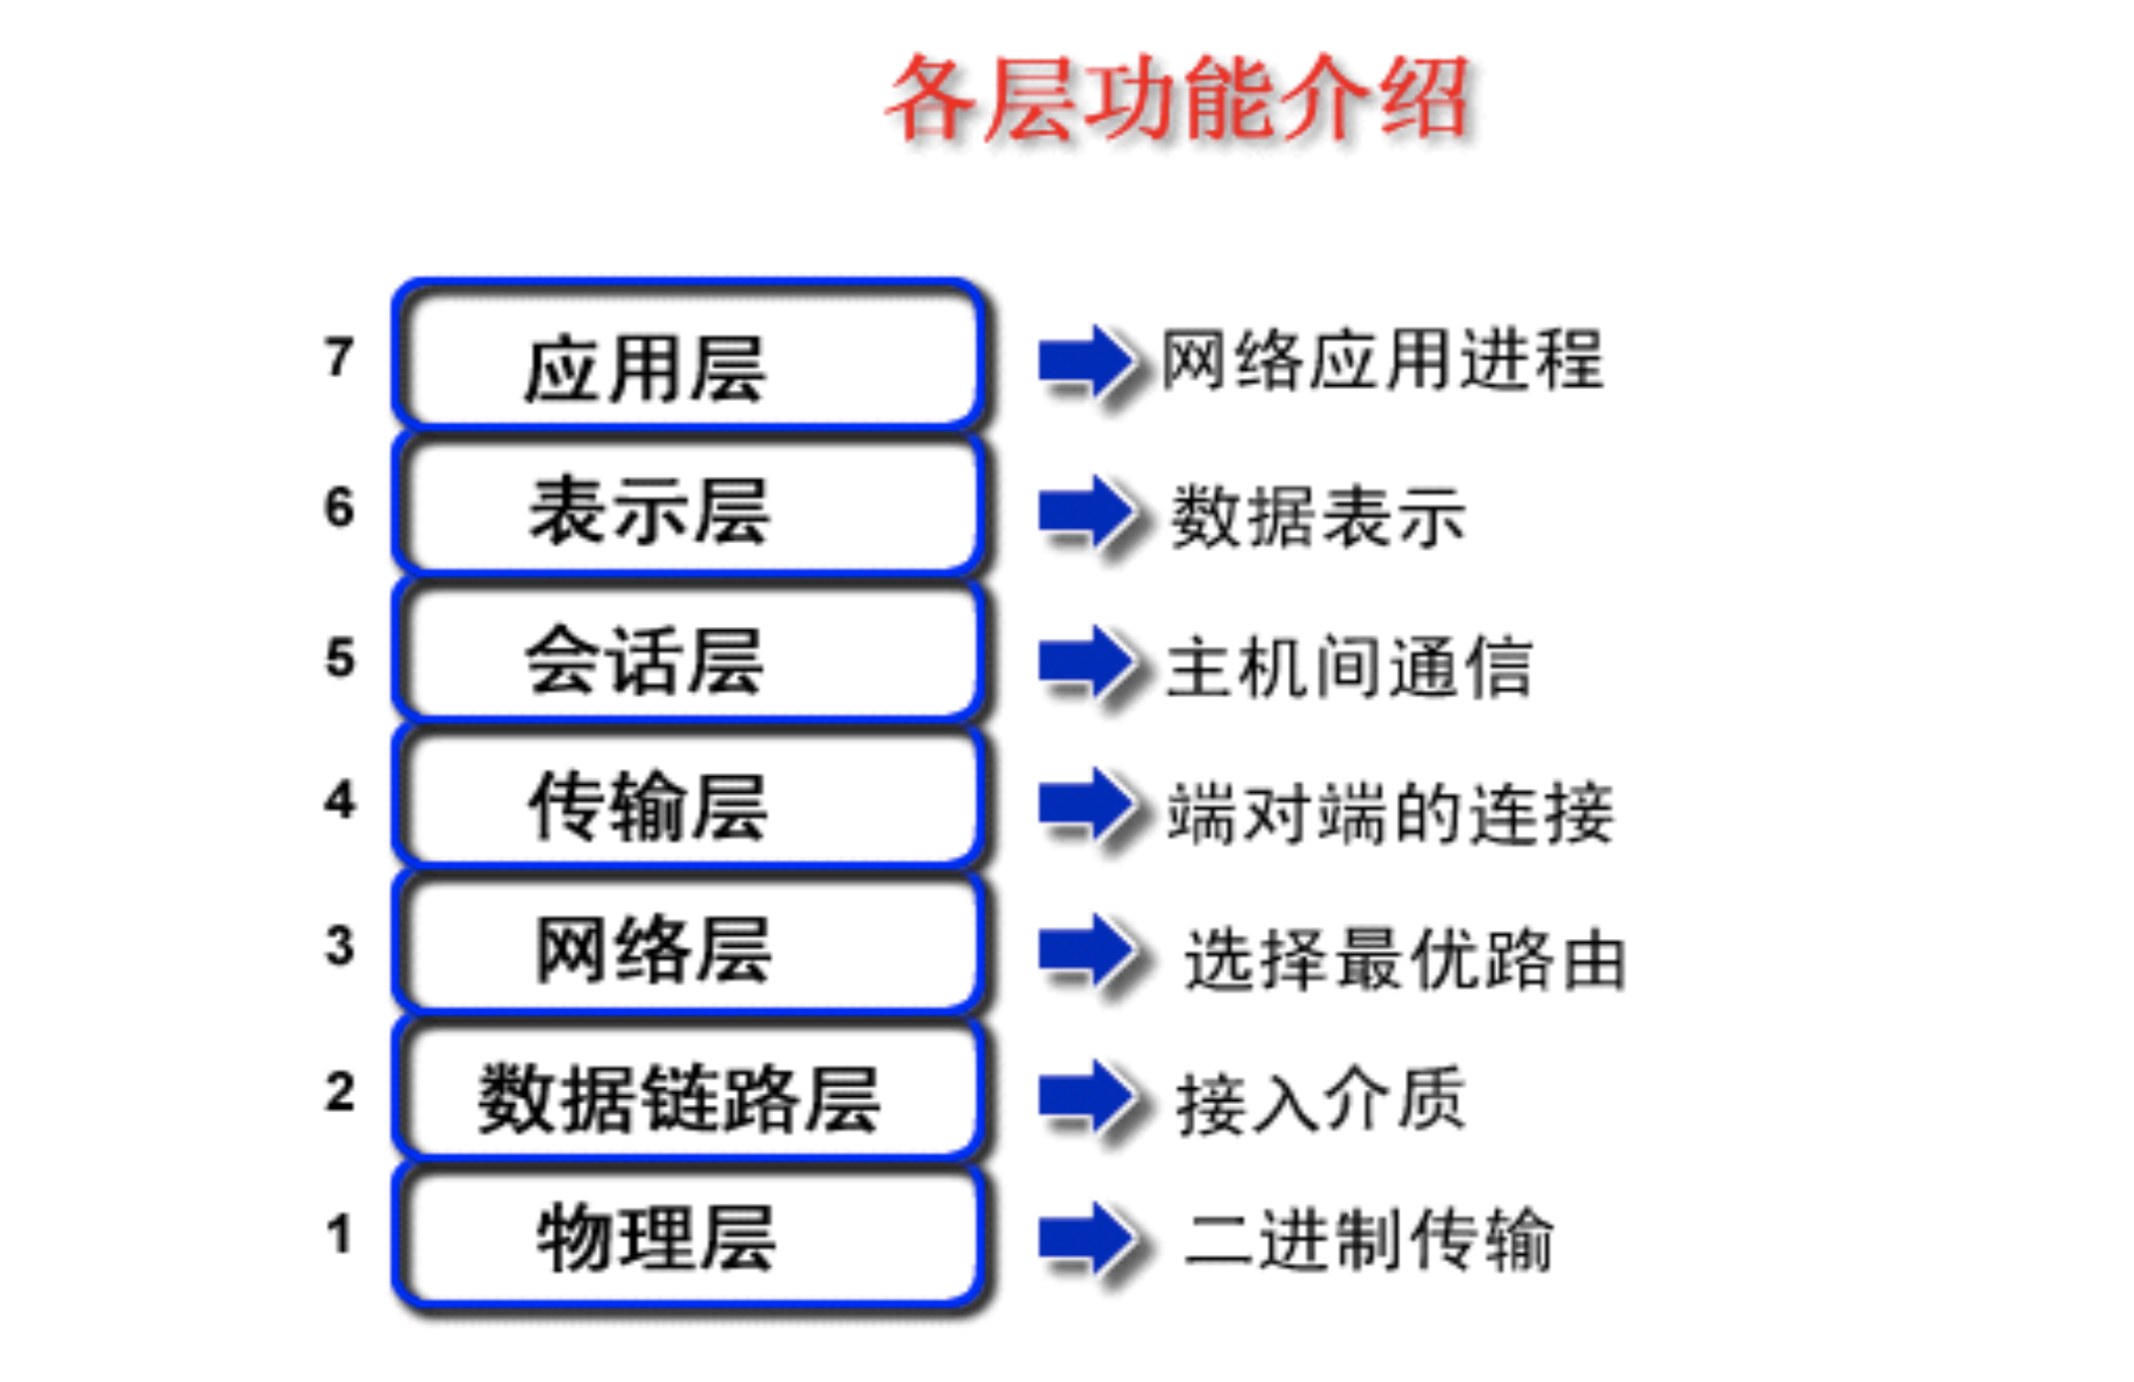 各层功能介绍
7 应用层 网络应用进程
6 表示层 数据表示
5 会话层 主机间通信
4 传输层 端对端的连接
3 网络层 选择最优路由
2 数据链路层 接入介质
1 物理层 二进制传输